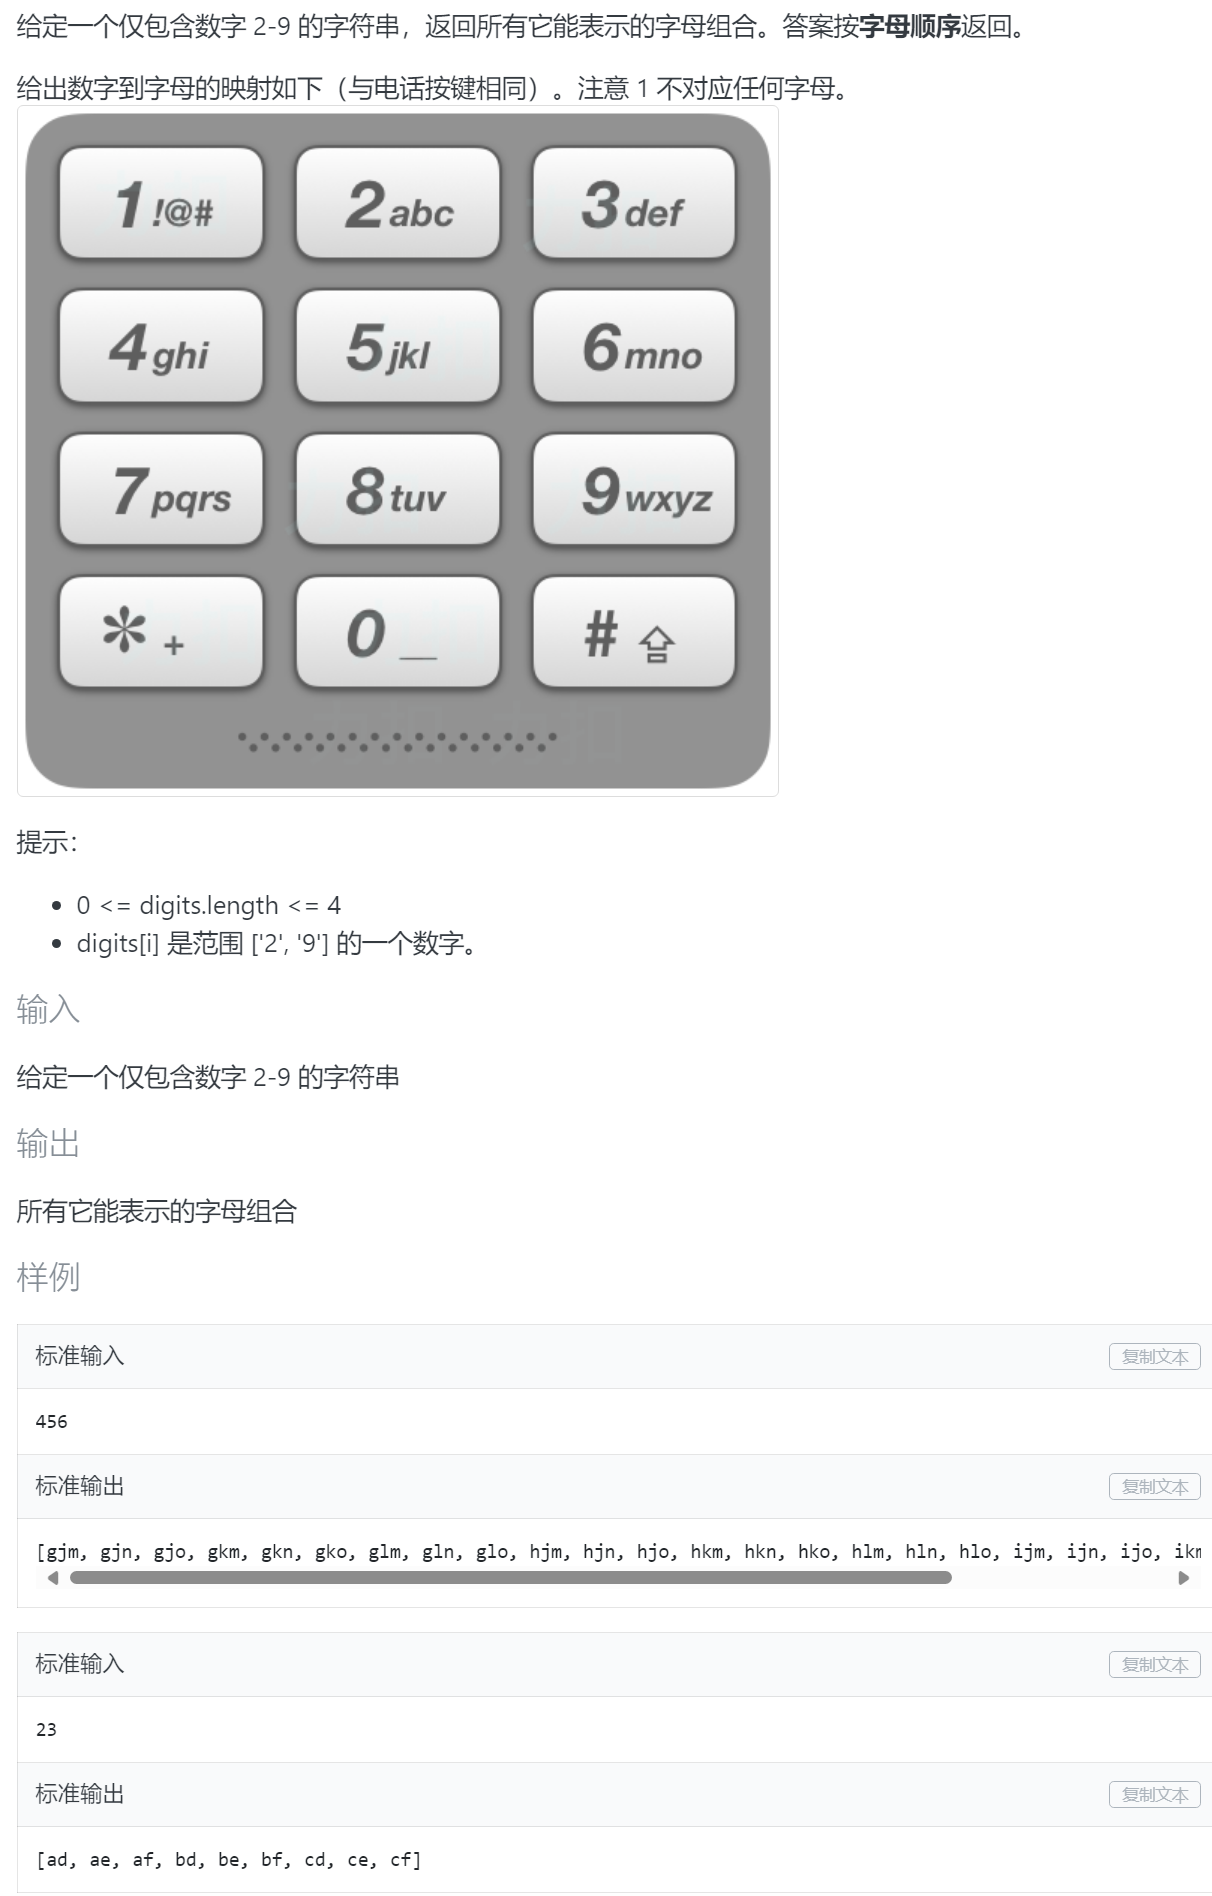 给定一个仅包含数字 2-9 的字符串，返回所有它能表示的字母组合。答案按字母顺序返回。
给出数字到字母的映射如下（与电话按键相同）。注意 1 不对应任何字母。
1 !@# 2 abc 3 def
4 ghi 5 jkl 6 mno
7 pqrs 8 tuv 9 wxyz
* + 0 _ #
力扣 力扣
提示：
• 0 <= digits.length <= 4
• digits[i] 是范围 ['2', '9'] 的一个数字。
输入
给定一个仅包含数字 2-9 的字符串
输出
所有它能表示的字母组合
样例
标准输入 复制文本
456
标准输出 复制文本
[gjm, gjn, gjo, gkm, gkn, gko, glm, gln, glo, hjm, hjn, hjo, hkm, hkn, hko, hlm, hln, hlo, ijm, ijn, ijo,
标准输入 复制文本
23
标准输出 复制文本
[ad, ae, af, bd, be, bf, cd, ce, cf]